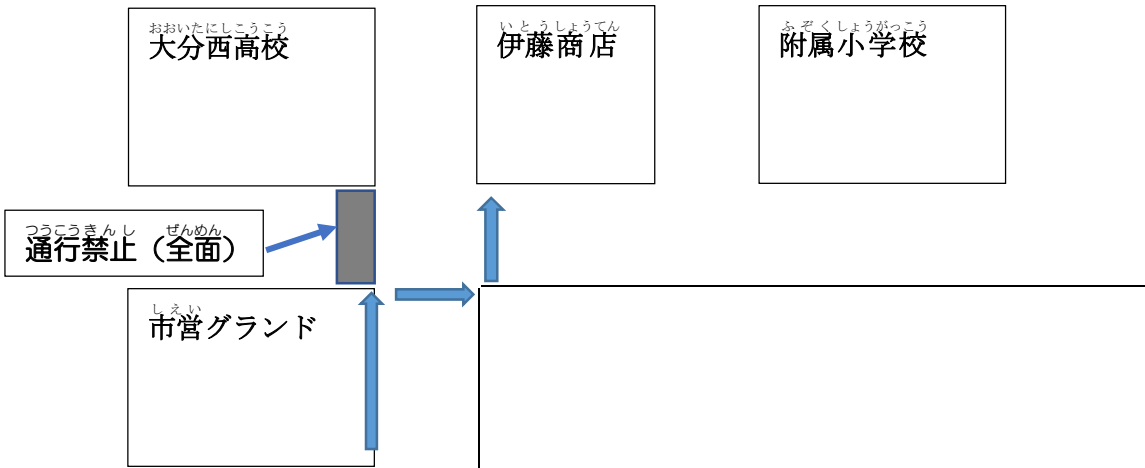 おおいたにしこうこう
大分西高校
いとうしょうてん
伊藤商店
ふぞくしょうがっこう
附属小学校
つうこうきんし ぜんめん
通行禁止（全面）
しえい
市営グランド